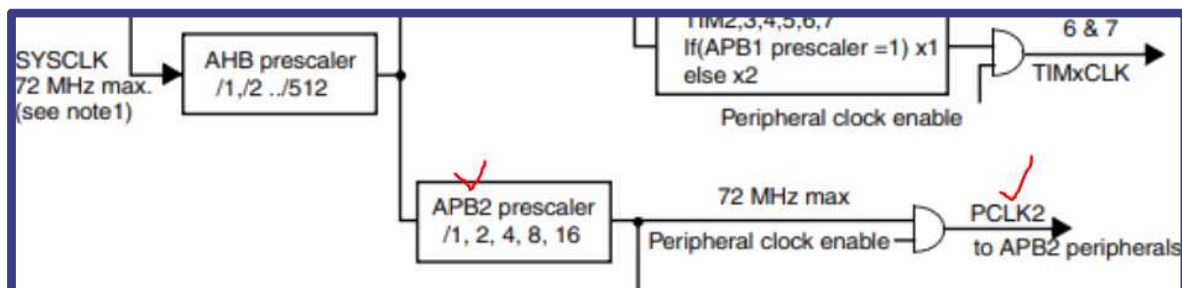 TIM2,3,4,5,6,7
If(APB1 prescaler =1) x1
else x2
6 & 7
TIMxCLK
Peripheral clock enable
SYSCLK
72 MHz max.
(see note1)
AHB prescaler
/1,/2 ../512
APB2 prescaler
/1, 2, 4, 8, 16
72 MHz max
Peripheral clock enable
PCLK2
to APB2 peripherals